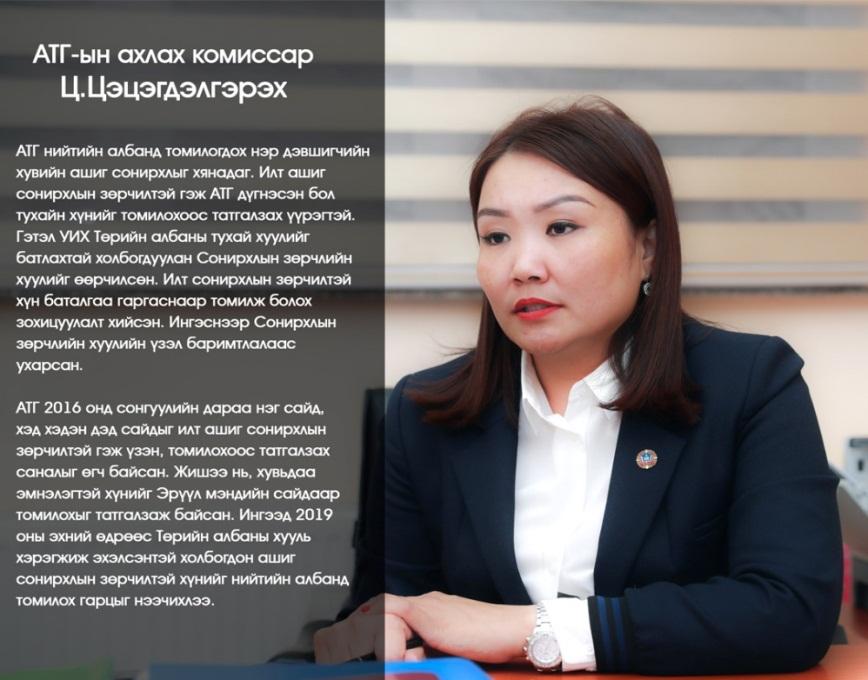 АТГ-ын ахлах комиссар
Ц.Цэцэгдэлгэрэх
АТГ нийтийн албанд томилогдох нэр дэвшигчийн
хувийн ашиг сонирхлыг хянадаг. Илт ашиг
сонирхлын зөрчилтэй гэж АТГ дүгнэсэн бол
тухайн хүнийг томилохоос татгалзах үүрэгтэй.
Гэтэл УИХ Төрийн албаны тухай хуулийг
батлахтай холбогдуулан Сонирхлын зөрчлийн
хуулийг өөрчилсөн. Илт сонирхлын зөрчилтэй
хүн баталгаа гаргаснаар томилж болох
зохицуулалт хийсэн. Ингэснээр Сонирхлын
зөрчлийн хуулийн үзэл баримтлалаас
ухарсан.
АТГ 2016 онд сонгуулийн дараа нэг сайд,
хэд хэдэн дэд сайдыг илт ашиг сонирхлын
зөрчилтэй гэж үзэн, томилохоос татгалзах
саналыг өгч байсан. Жишээ нь, хувьдаа
эмнэлэгтэй хүнийг Эрүүл мэндийн сайдаар
томилохыг татгалзаж байсан. Ингээд 2019
оны эхний өдрөөс Төрийн албаны хууль
хэрэгжиж эхэлсэнтэй холбогдон ашиг
сонирхлын зөрчилтэй хүнийг нийтийн албанд
томилох гарцыг нээчихлээ.